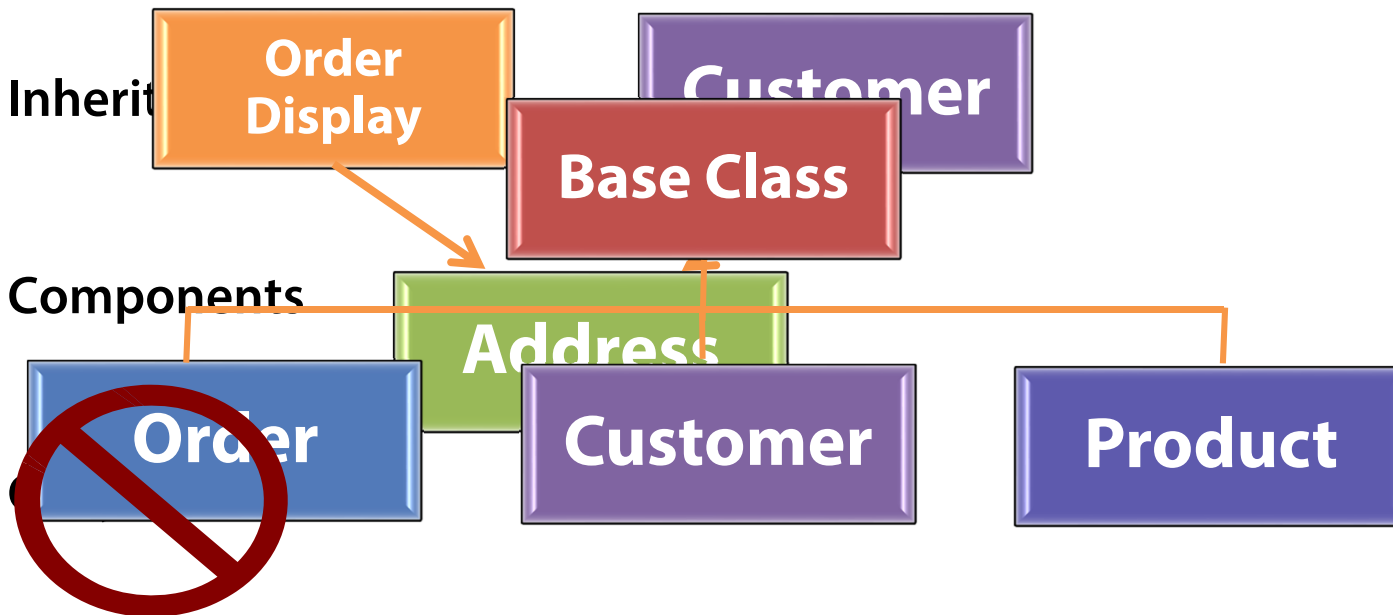 Order
Display
Customer
Inherit
Base Class
Components
Address
Order
Customer
Product